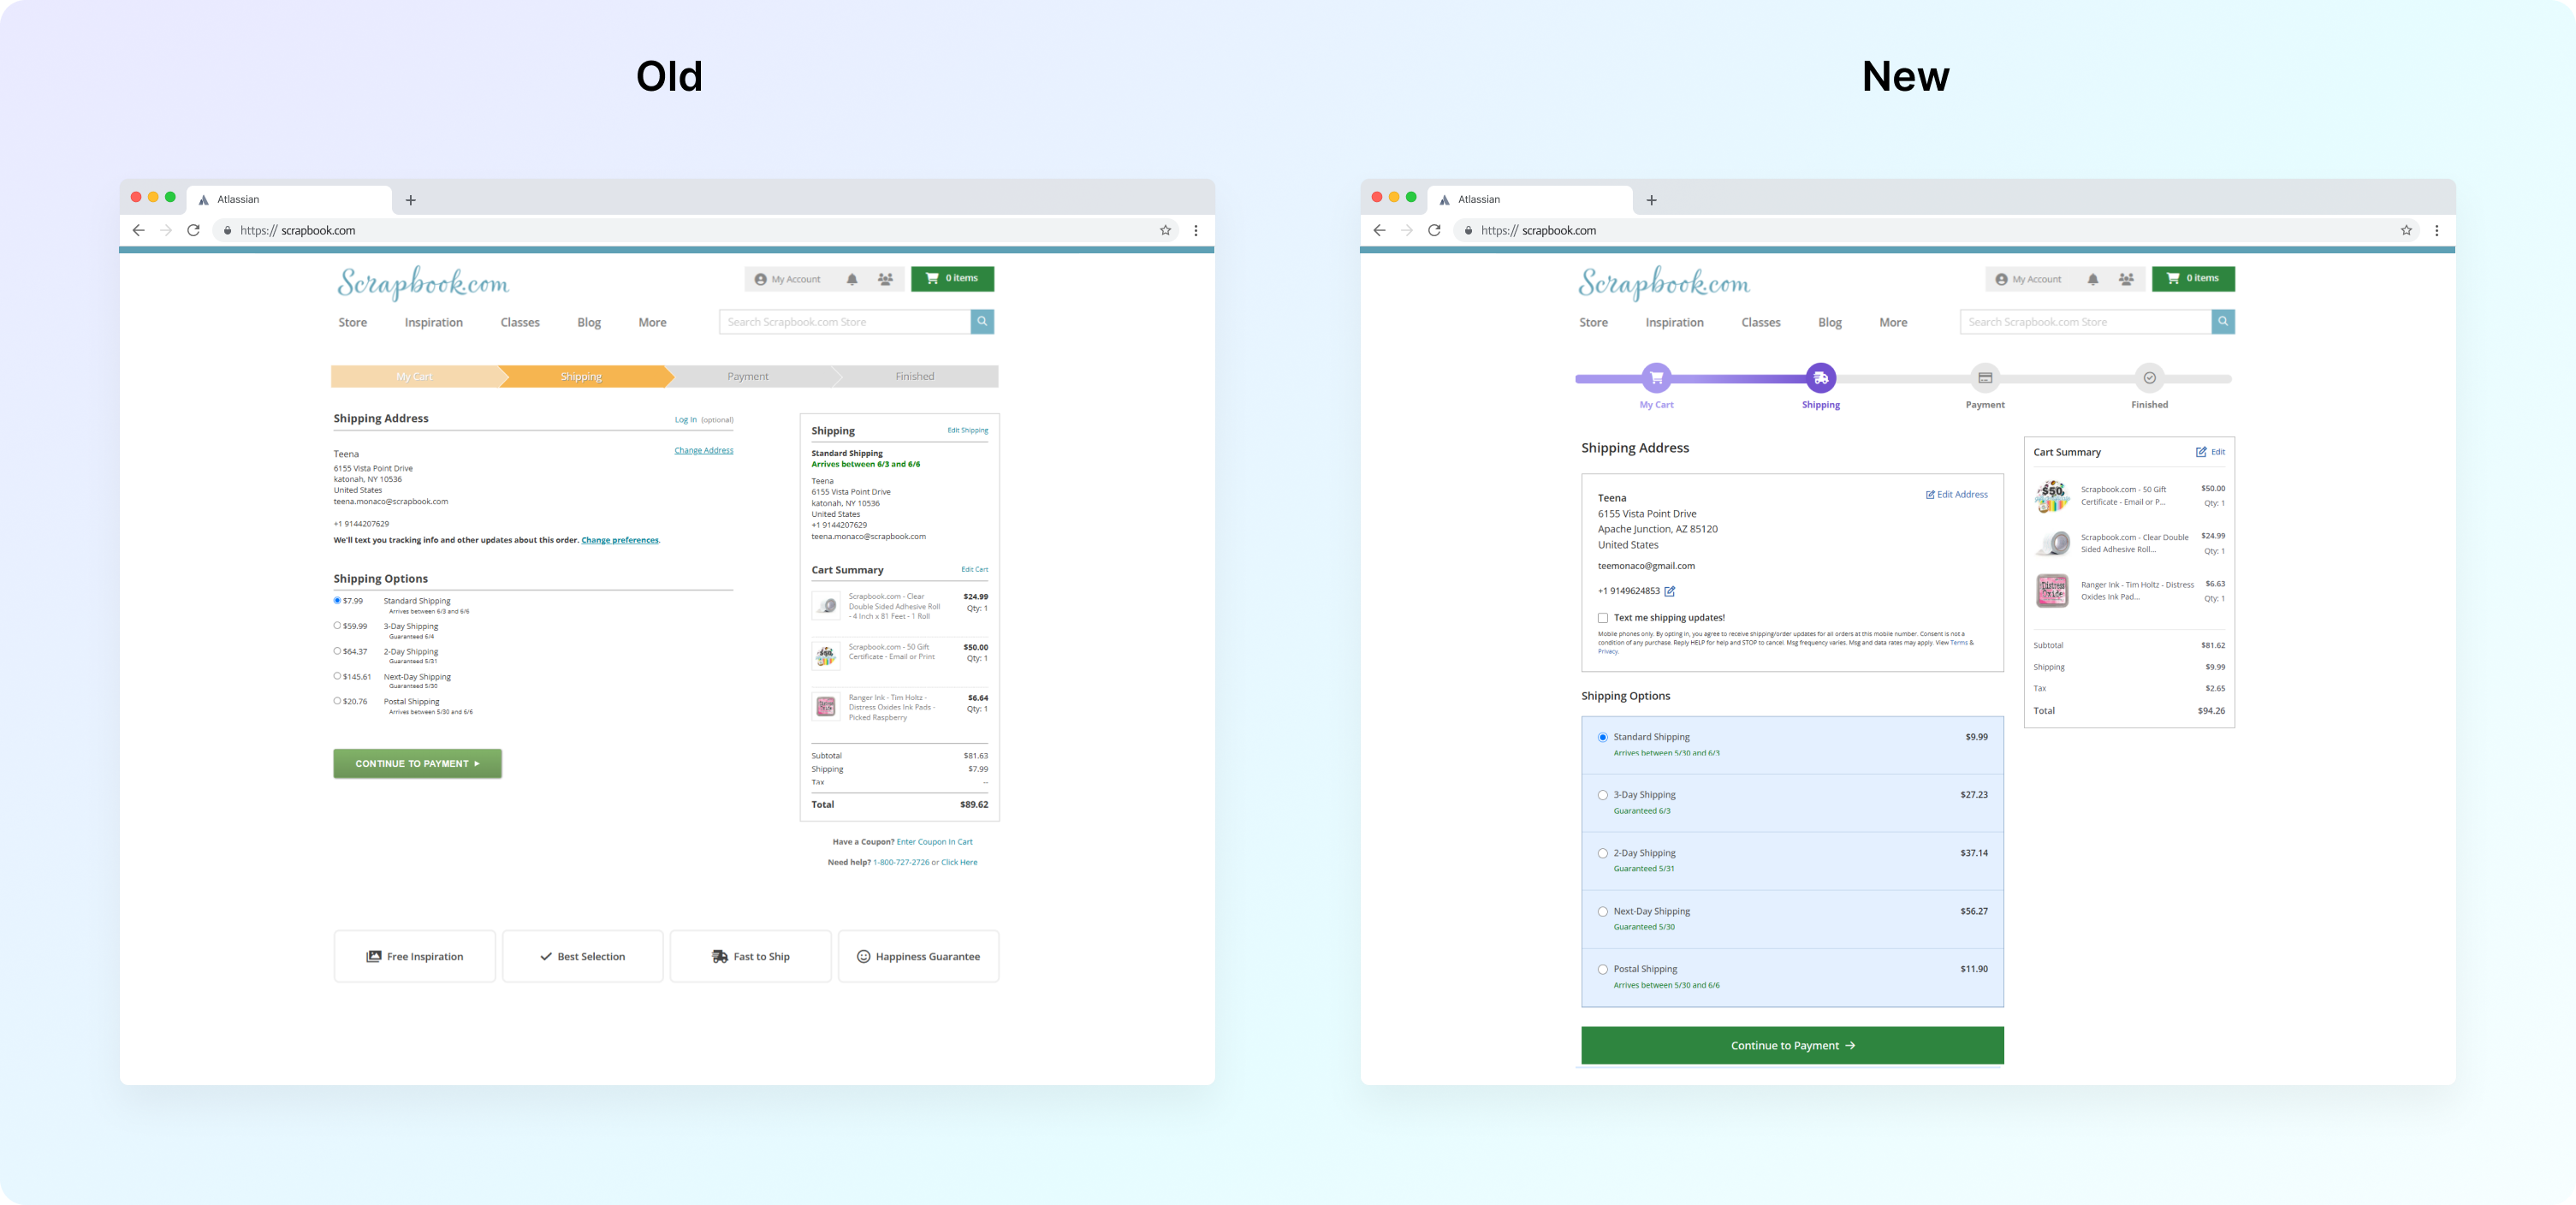 Old
New
Atlassian
https:// scrapbook.com
Scrapbook.com
My Account
0 items
Store Inspiration Classes Blog More
Search Scrapbook.com Store
My Cart Shipping Payment Finished
Shipping Address
Log In (optional)
Change Address
Teena
6155 Vista Point Drive
katonah, NY 10536
United States
teena.monaco@scrapbook.com
+1 9144207629
We'll text you tracking info and other updates about this order. Change preferences.
Shipping Options
$7.99 Standard Shipping
Arrives between 6/3 and 6/6
$59.99 3-Day Shipping
Guaranteed 6/4
$64.37 2-Day Shipping
Guaranteed 5/31
$145.61 Next-Day Shipping
Guaranteed 5/30
$20.76 Postal Shipping
Arrives between 5/30 and 6/6
CONTINUE TO PAYMENT
Shipping Edit Shipping
Standard Shipping
Arrives between 6/3 and 6/6
Teena
6155 Vista Point Drive
katonah, NY 10536
United States
+1 9144207629
teena.monaco@scrapbook.com
Cart Summary Edit Cart
Scrapbook.com - Clear $24.99
Double Sided Adhesive Roll Qty: 1
- 4 Inch x 81 Feet - 1 Roll
Scrapbook.com - 50 Gift $50.00
Certificate - Email or Print Qty: 1
Ranger Ink - Tim Holtz - $6.64
Distress Oxides Ink Pads - Qty: 1
Picked Raspberry
Subtotal $81.63
Shipping $7.99
Tax --
Total $89.62
Have a Coupon? Enter Coupon In Cart
Need help? 1-800-727-2726 or Click Here
Free Inspiration
Best Selection
Fast to Ship
Happiness Guarantee
Atlassian
https:// scrapbook.com
Scrapbook.com
My Account
0 items
Store Inspiration Classes Blog More
Search Scrapbook.com Store
My Cart Shipping Payment Finished
Shipping Address
Teena
Edit Address
6155 Vista Point Drive
Apache Junction, AZ 85120
United States
teemonaco@gmail.com
+1 9149624853
Text me shipping updates!
Mobile phones only. By opting in, you agree to receive shipping/order updates for all orders at this mobile number. Consent is not a
condition of any purchase. Reply HELP for help and STOP to cancel. Msg frequency varies. Msg and data rates may apply. View Terms &
Privacy.
Shipping Options
Standard Shipping $9.99
Arrives between 5/30 and 6/3
3-Day Shipping $27.23
Guaranteed 6/3
2-Day Shipping $37.14
Guaranteed 5/31
Next-Day Shipping $56.27
Guaranteed 5/30
Postal Shipping $11.90
Arrives between 5/30 and 6/6
Continue to Payment
Cart Summary Edit
$50
Scrapbook.com - 50 Gift $50.00
Certificate - Email or P... Qty: 1
Scrapbook.com - Clear Double $24.99
Sided Adhesive Roll... Qty: 1
Distress
Oxide
Ranger Ink - Tim Holtz - Distress $6.63
Oxides Ink Pad... Qty: 1
Subtotal $81.62
Shipping $9.99
Tax $2.65
Total $94.26